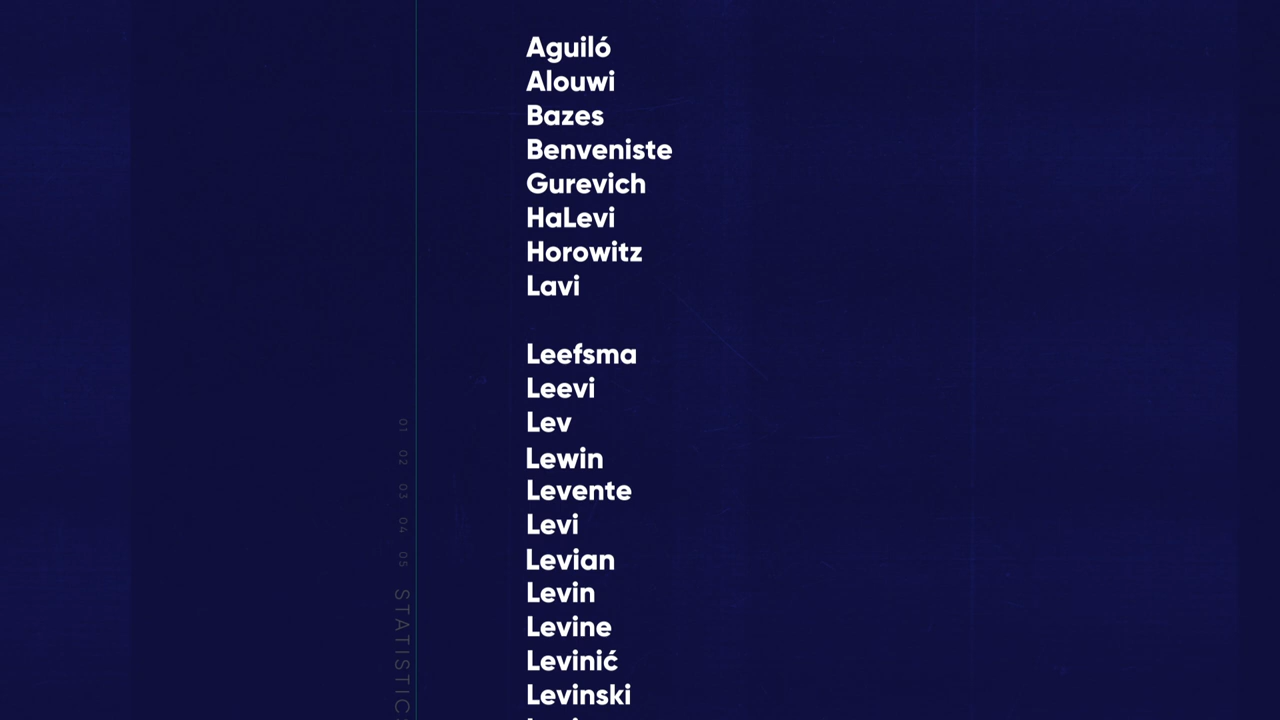 Aguiló
Alouwi
Bazes
Benveniste
Gurevich
HaLevi
Horowitz
Lavi
Leefsma
Leevi
Lev
Lewin
Levente
Levi
Levian
Levin
Levine
Levinić
Levinski
01 02 03 04 05 STATISTICS